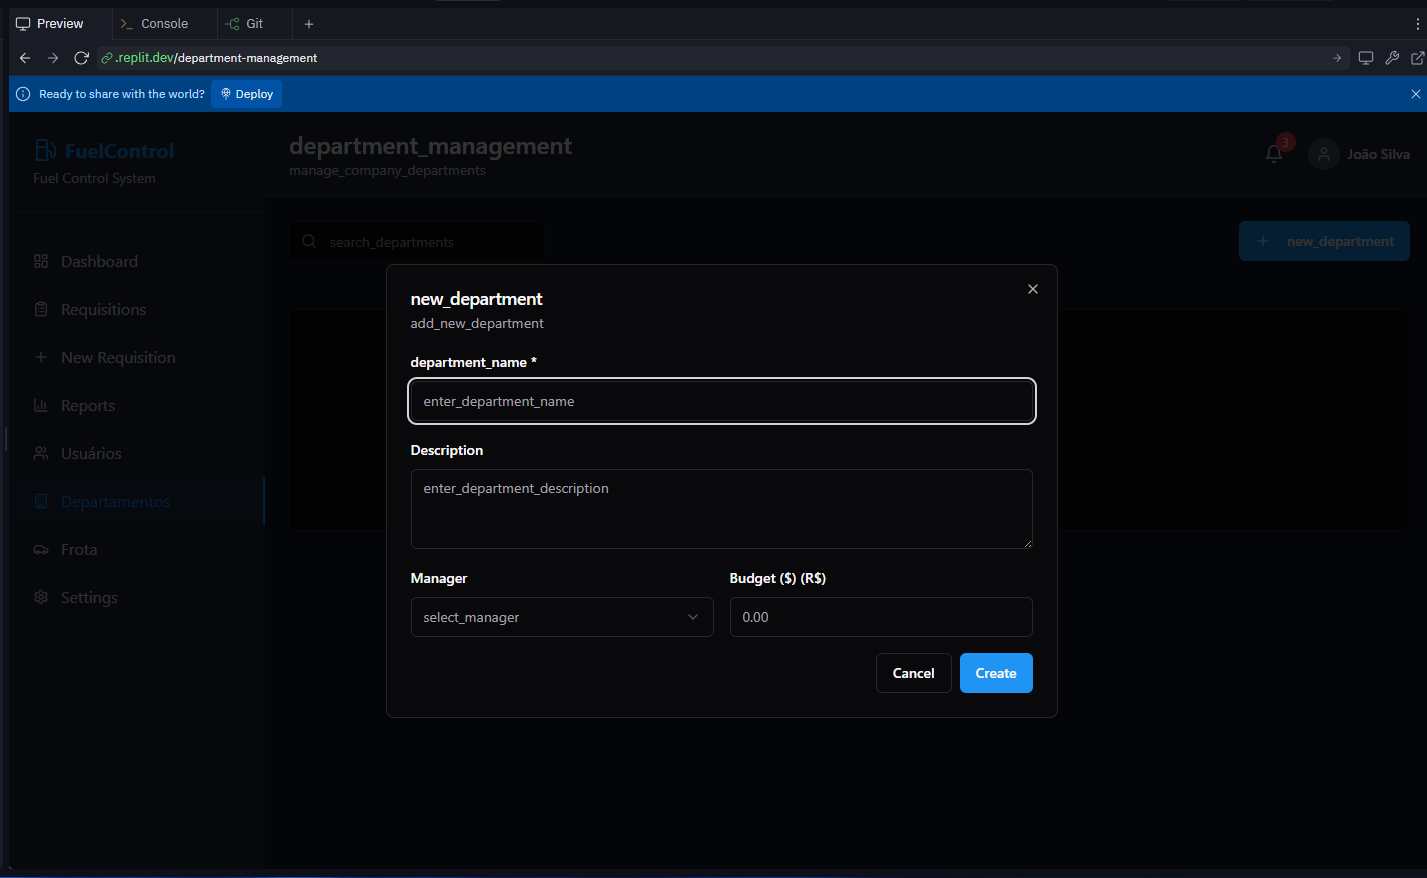 Preview
Console
Git
.replit.dev/department-management
Ready to share with the world?
Deploy
FuelControl
Fuel Control System
department_management
manage_company_departments
3
João Silva
Dashboard
Requisitions
New Requisition
Reports
Usuários
Departamentos
Frota
Settings
search_departments
new_department
new_department
add_new_department
department_name *
enter_department_name
Description
enter_department_description
Manager
Budget ($) (R$)
select_manager
0.00
Cancel
Create